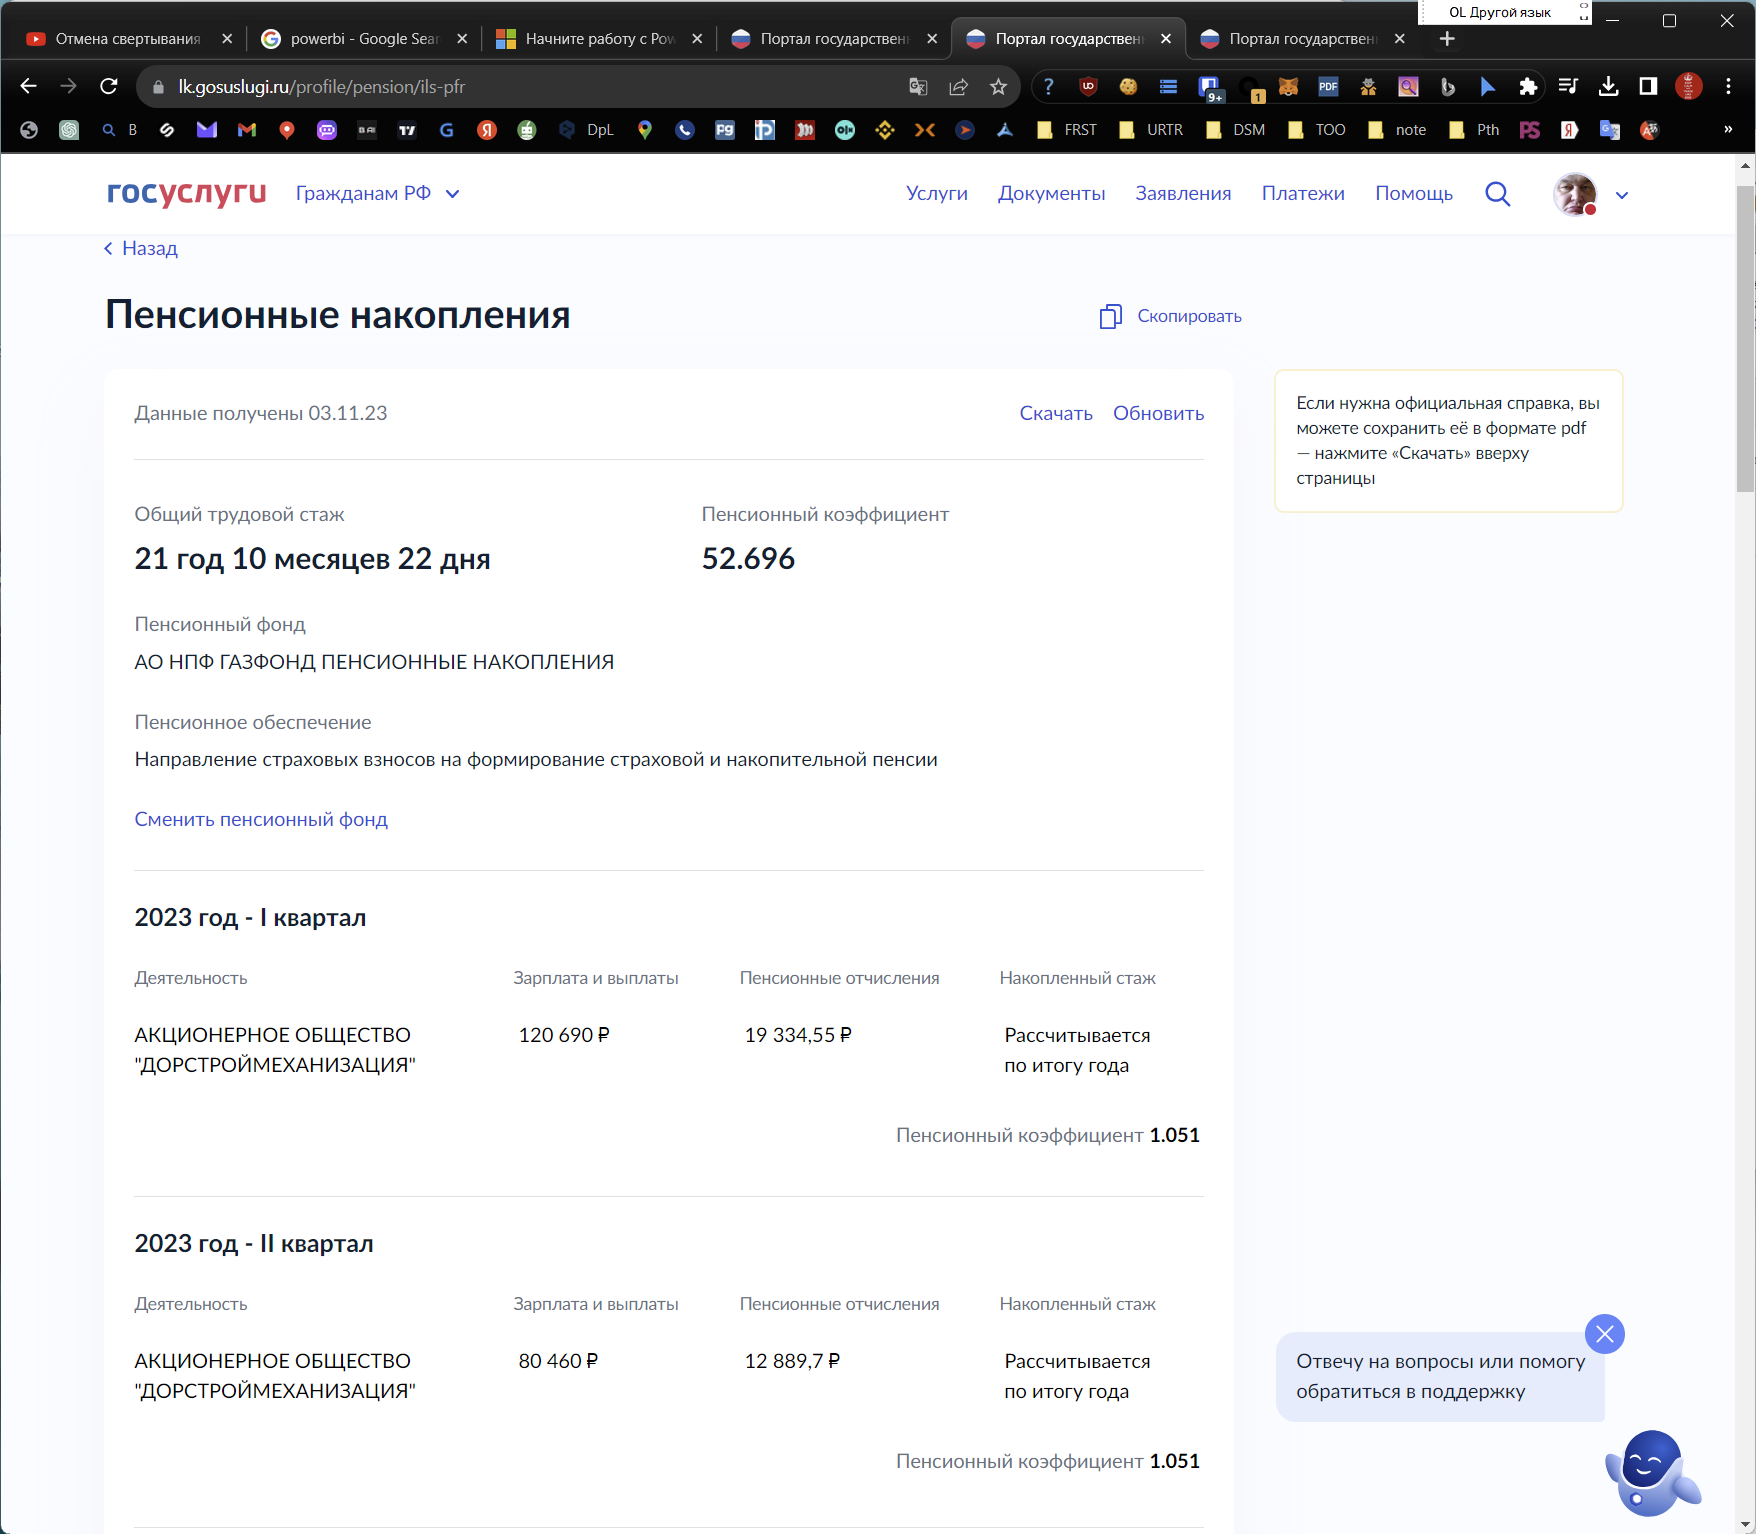 OL Другой язык
Отмена свертывания
powerbi - Google Sear
Начните работу с Pow
Портал государствен
Портал государствен
Портал государствен
lk.gosuslugi.ru/profile/pension/ils-pfr
9+
1
PDF
В
DpL
FRST
URTR
DSM
TOO
note
Pth
PS
госуслуги
Гражданам РФ
Услуги
Документы
Заявления
Платежи
Помощь
Назад
Пенсионные накопления
Скопировать
Данные получены 03.11.23
Скачать
Обновить
Если нужна официальная справка, вы
можете сохранить её в формате pdf
— нажмите «Скачать» вверху
страницы
Общий трудовой стаж
Пенсионный коэффициент
21 год 10 месяцев 22 дня
52.696
Пенсионный фонд
АО НПФ ГАЗФОНД ПЕНСИОННЫЕ НАКОПЛЕНИЯ
Пенсионное обеспечение
Направление страховых взносов на формирование страховой и накопительной пенсии
Сменить пенсионный фонд
2023 год - I квартал
Деятельность
Зарплата и выплаты
Пенсионные отчисления
Накопленный стаж
АКЦИОНЕРНОЕ ОБЩЕСТВО
"ДОРСТРОЙМЕХАНИЗАЦИЯ"
120 690 ₽
19 334,55 ₽
Рассчитывается
по итогу года
Пенсионный коэффициент 1.051
2023 год - II квартал
Деятельность
Зарплата и выплаты
Пенсионные отчисления
Накопленный стаж
АКЦИОНЕРНОЕ ОБЩЕСТВО
"ДОРСТРОЙМЕХАНИЗАЦИЯ"
80 460 ₽
12 889,7 ₽
Рассчитывается
по итогу года
Пенсионный коэффициент 1.051
Отвечу на вопросы или помогу
обратиться в поддержку